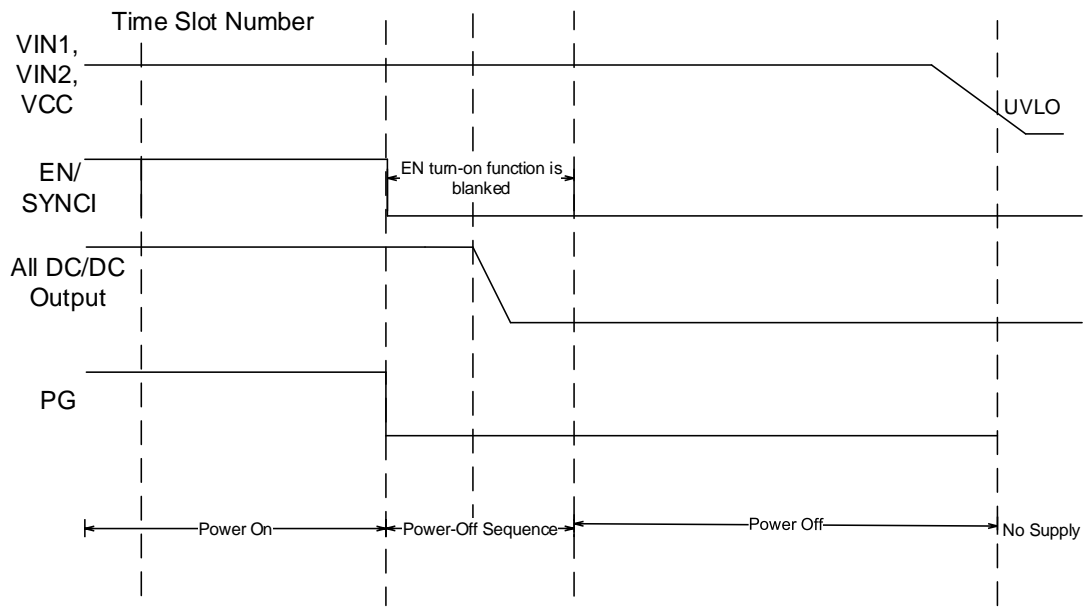 Time Slot Number
VIN1,
VIN2,
VCC
UVLO
EN/
SYNCI
EN turn-on function is
blanked
All DC/DC
Output
PG
Power On
Power-Off Sequence
Power Off
No Supply